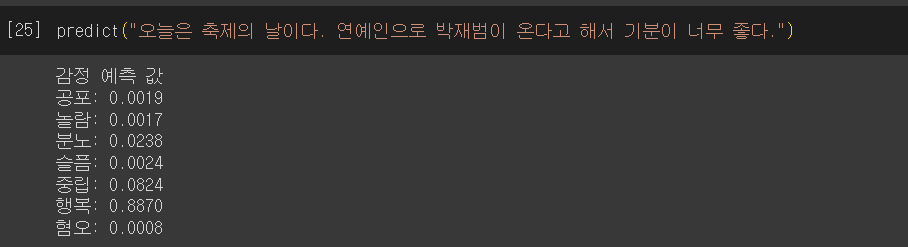 [25] predict("오늘은 축제의 날이다. 연예인으로 박재범이 온다고 해서 기분이 너무 좋다.")
감정 예측 값
공포: 0.0019
놀람: 0.0017
분노: 0.0238
슬픔: 0.0024
중립: 0.0824
행복: 0.8870
혐오: 0.0008